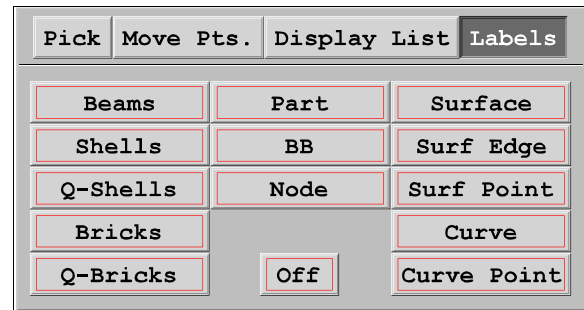 Pick Move Pts. Display List Labels
Beams Part Surface
Shells BB Surf Edge
Q-Shells Node Surf Point
Bricks Curve
Q-Bricks Off Curve Point